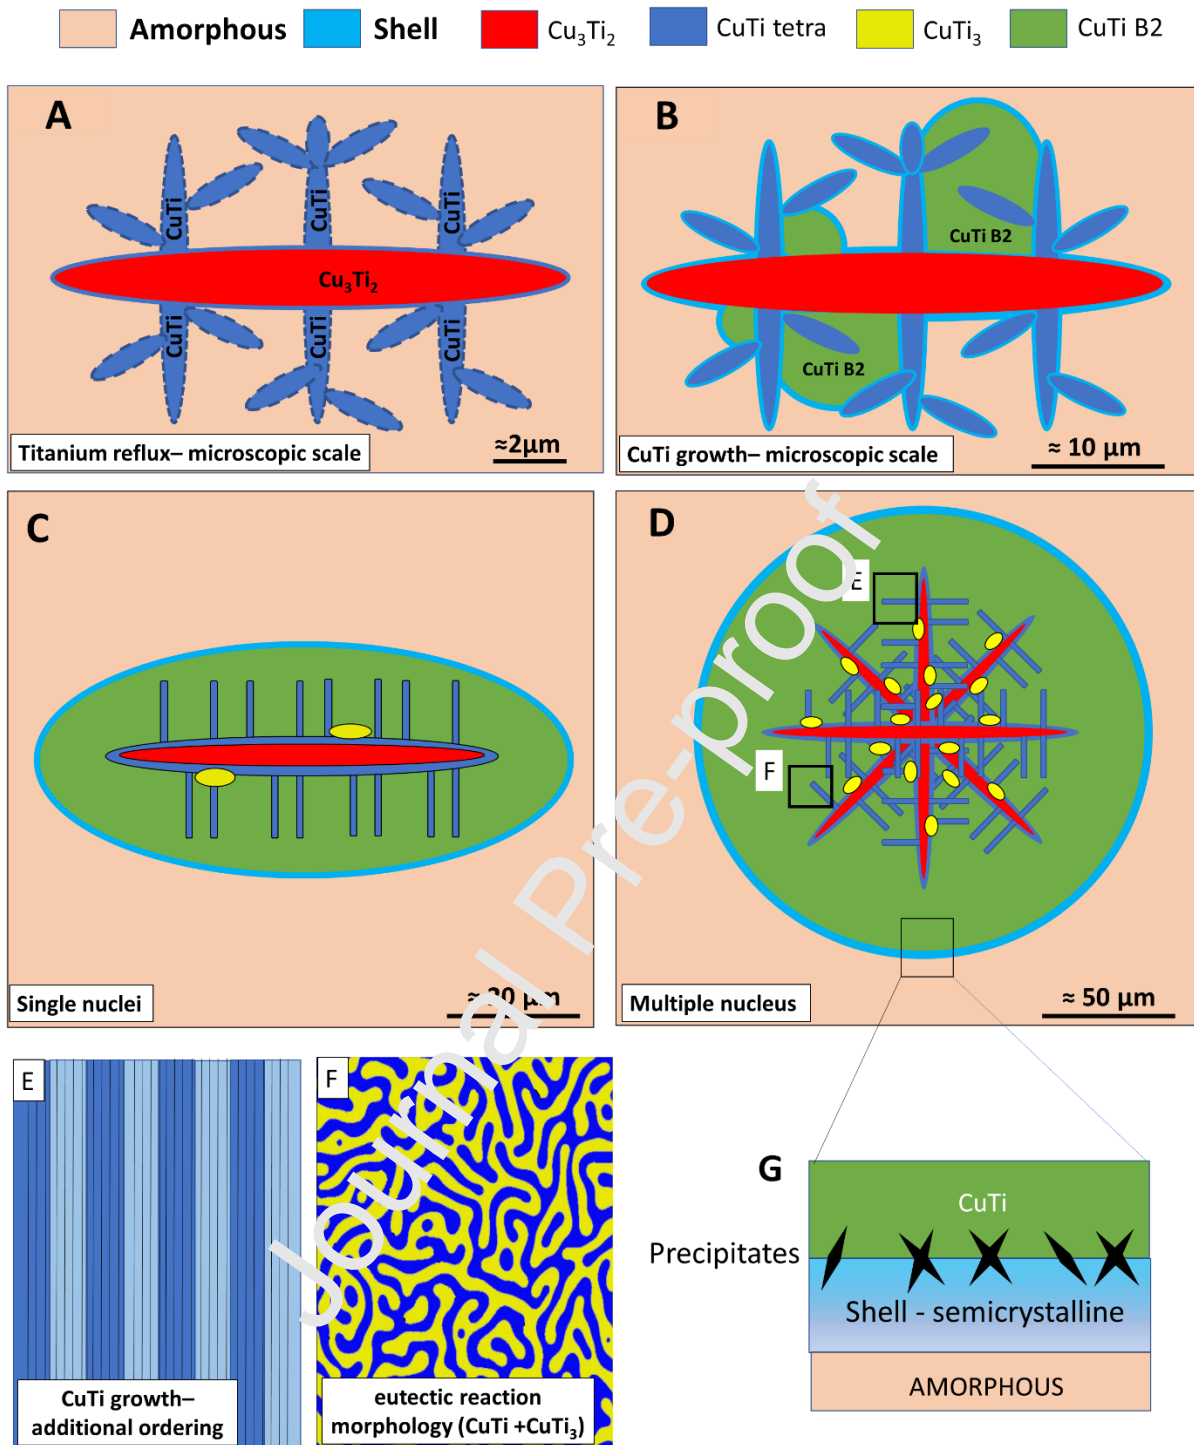 Amorphous Shell Cu₃Ti₂ CuTi tetra CuTi₃ CuTi B2
A
CuTi CuTi CuTi
Cu₃Ti₂
CuTi CuTi CuTi
Titanium reflux– microscopic scale
≈2µm
B
CuTi B2
CuTi B2
CuTi growth– microscopic scale
≈ 10 µm
C
Single nuclei
≈ 20 µm
D
E
F
Multiple nucleus
≈ 50 µm
E
CuTi growth–
additional ordering
F
eutectic reaction
morphology (CuTi +CuTi₃)
G
CuTi
Precipitates
Shell - semicrystalline
AMORPHOUS
Journal Pre-proof